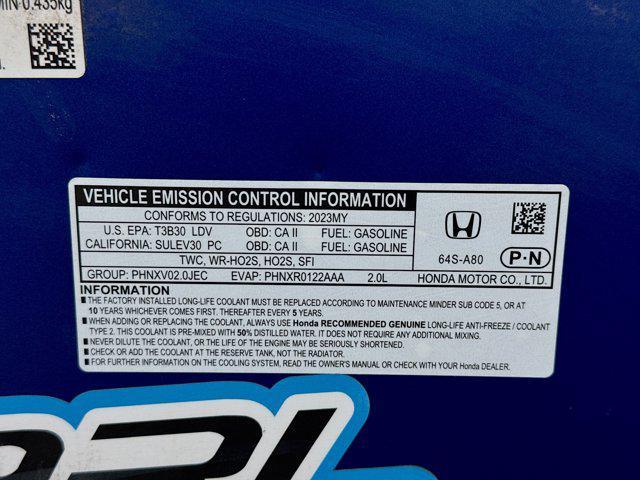 MIN 0.435kg
VEHICLE EMISSION CONTROL INFORMATION
CONFORMS TO REGULATIONS: 2023MY
U.S. EPA: T3B30 LDV OBD: CA II FUEL: GASOLINE
CALIFORNIA: SULEV30 PC OBD: CA II FUEL: GASOLINE
TWC, WR-HO2S, HO2S, SFI
GROUP: PHNXV02.0JEC EVAP: PHNXR0122AAA 2.0L
64S-A80 P·N
HONDA MOTOR CO., LTD.
INFORMATION
■ THE FACTORY INSTALLED LONG-LIFE COOLANT MUST BE REPLACED ACCORDING TO MAINTENANCE MINDER SUB CODE 5, OR AT
10 YEARS WHICHEVER COMES FIRST. THEREAFTER EVERY 5 YEARS.
■ WHEN ADDING OR REPLACING THE COOLANT, ALWAYS USE Honda RECOMMENDED GENUINE LONG-LIFE ANTI-FREEZE / COOLANT
TYPE 2. THIS COOLANT IS PRE-MIXED WITH 50% DISTILLED WATER. IT DOES NOT REQUIRE ANY ADDITIONAL MIXING.
■ NEVER DILUTE THE COOLANT, OR THE LIFE OF THE ENGINE MAY BE SERIOUSLY SHORTENED.
■ CHECK OR ADD THE COOLANT AT THE RESERVE TANK, NOT THE RADIATOR.
■ FOR FURTHER INFORMATION ON THE COOLING SYSTEM, READ THE OWNER'S MANUAL OR CHECK WITH YOUR Honda DEALER.